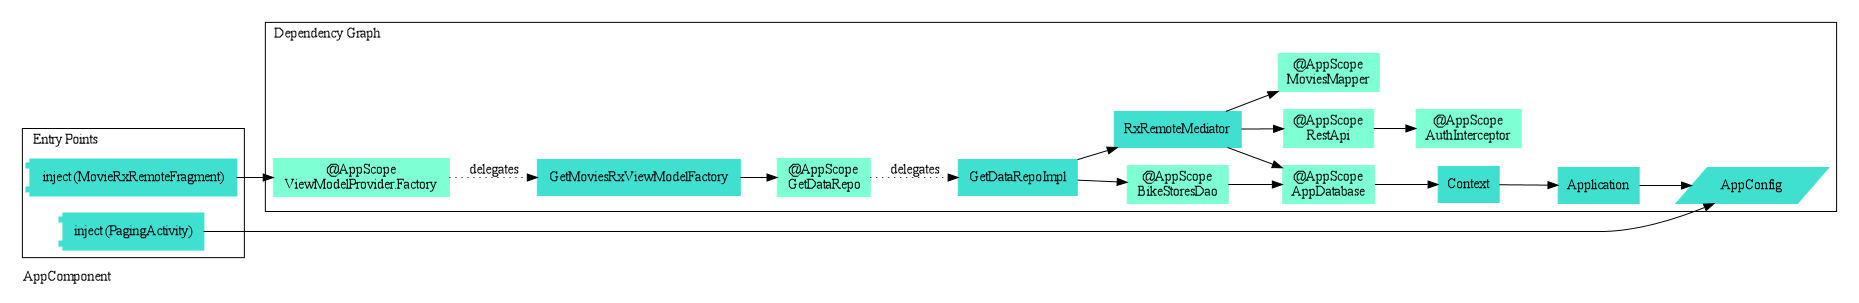 Dependency Graph
@AppScope
MoviesMapper
RxRemoteMediator
@AppScope
RestApi
@AppScope
AuthInterceptor
Entry Points
inject (MovieRxRemoteFragment)
@AppScope
ViewModelProvider.Factory
delegates
GetMoviesRxViewModelFactory
@AppScope
GetDataRepo
delegates
GetDataRepoImpl
@AppScope
BikeStoresDao
@AppScope
AppDatabase
Context
Application
AppConfig
inject (PagingActivity)
AppComponent